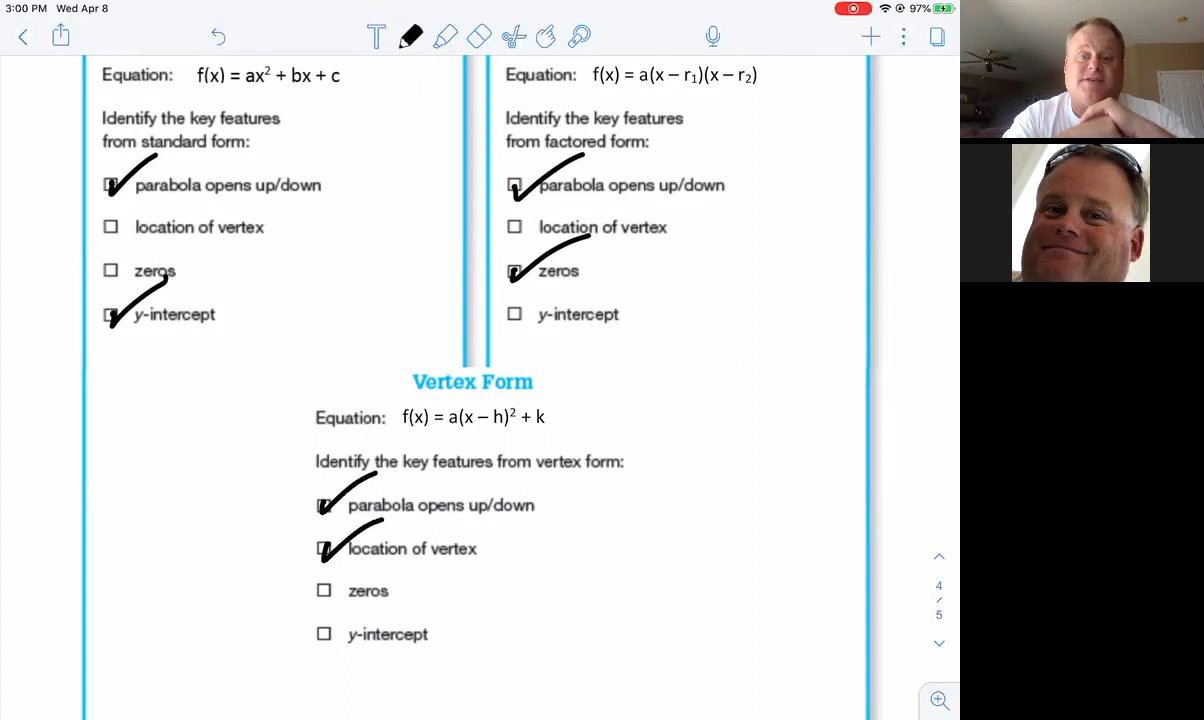 3:00 PM Wed Apr 8
97%
Equation: f(x) = ax² + bx + c
Identify the key features
from standard form:
parabola opens up/down
location of vertex
zeros
y-intercept
Equation: f(x) = a(x – r₁)(x – r₂)
Identify the key features
from factored form:
parabola opens up/down
location of vertex
zeros
y-intercept
Vertex Form
Equation: f(x) = a(x – h)² + k
Identify the key features from vertex form:
parabola opens up/down
location of vertex
zeros
y-intercept
4
/
5